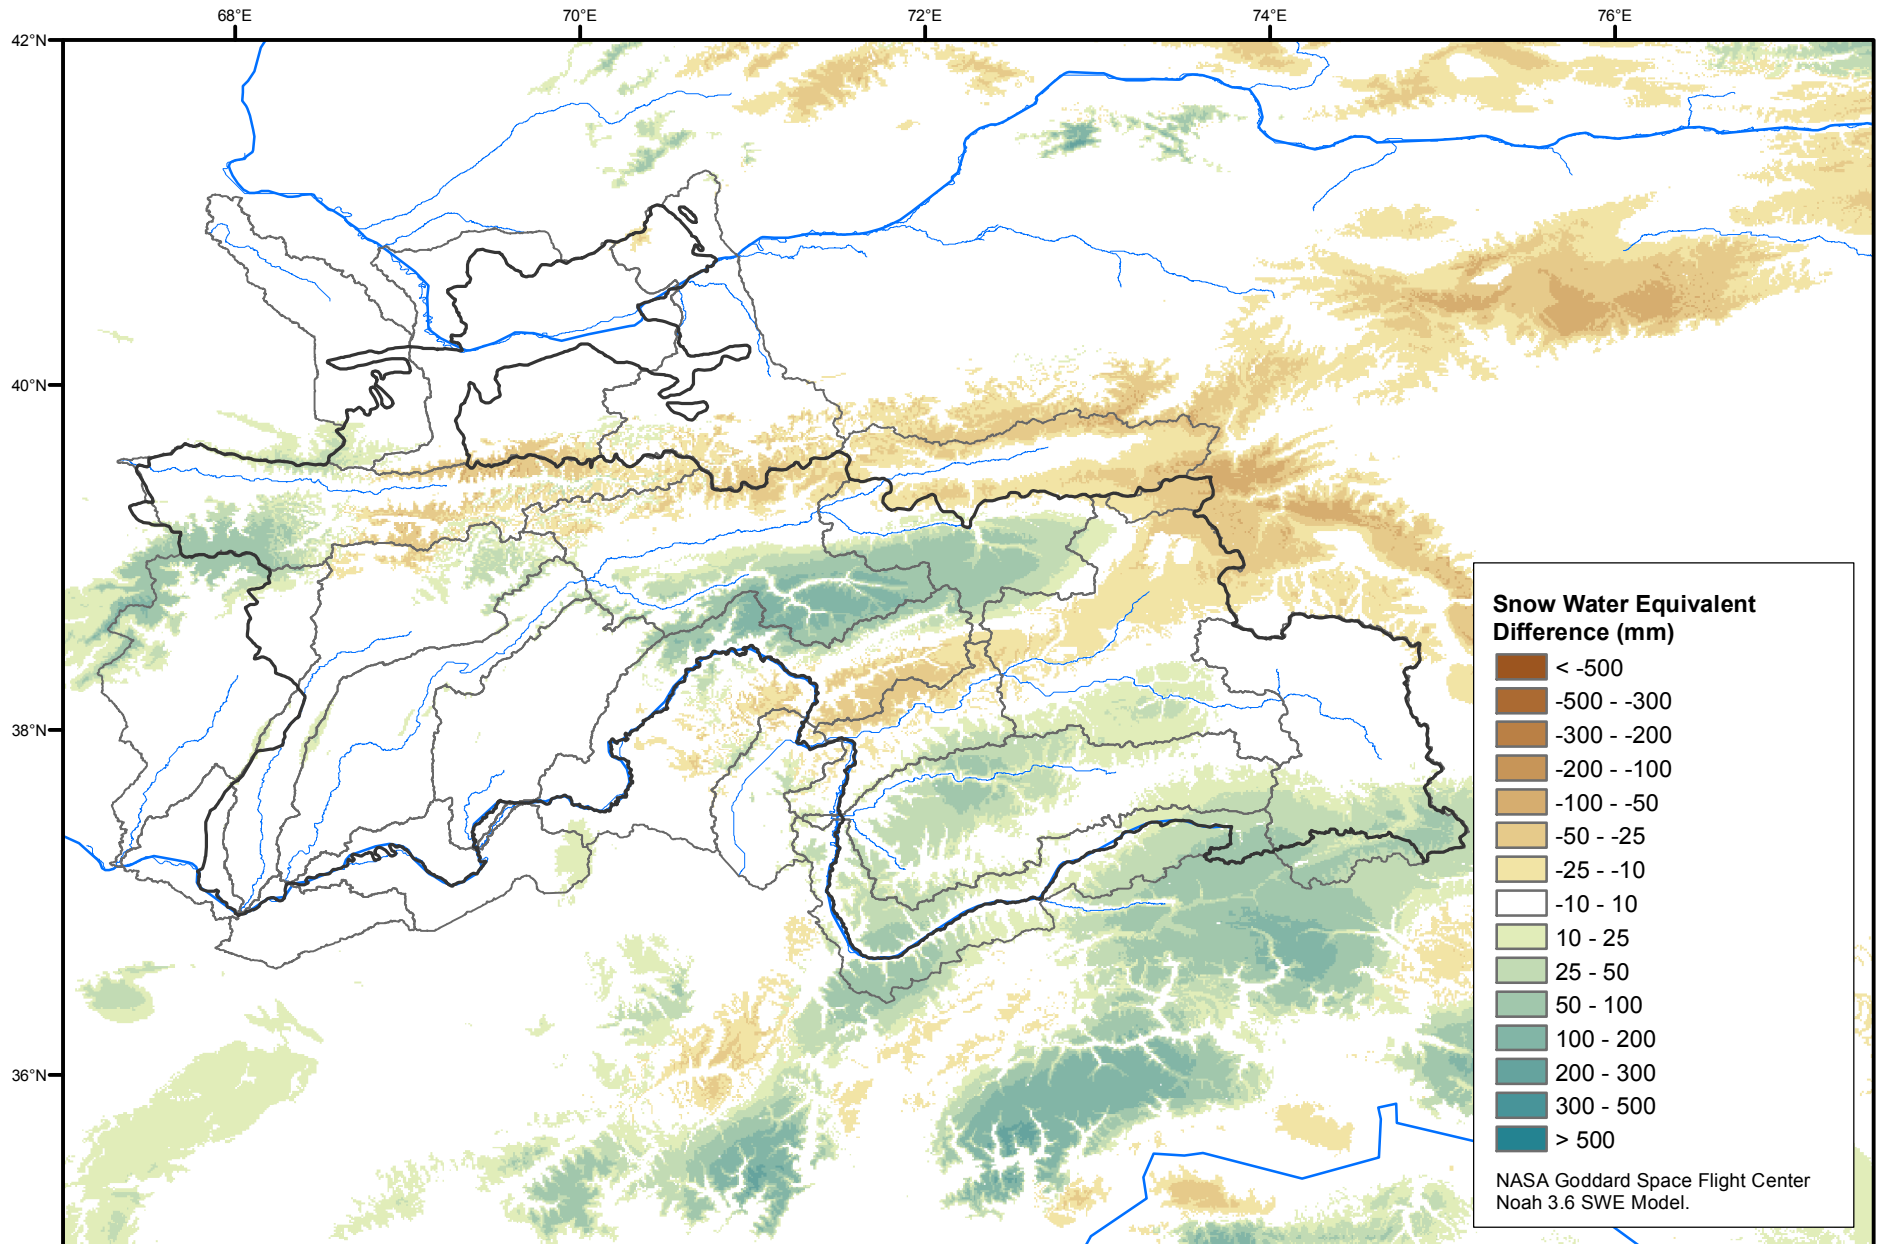 68°E
70°E
72°E
74°E
76°E
42°N
40°N
38°N
36°N
Snow Water Equivalent
Difference (mm)
< -500
-500 - -300
-300 - -200
-200 - -100
-100 - -50
-50 - -25
-25 - -10
-10 - 10
10 - 25
25 - 50
50 - 100
100 - 200
200 - 300
300 - 500
> 500
NASA Goddard Space Flight Center
Noah 3.6 SWE Model.